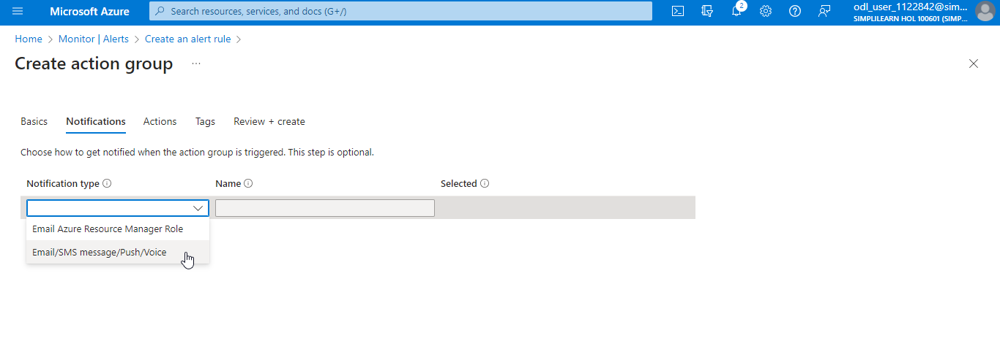 Microsoft Azure
Search resources, services, and docs (G+/)
2
odl_user_1122842@sim...
SIMPLILEARN HOL 100601 (SIMP...
Home > Monitor | Alerts > Create an alert rule >
Create action group ...
Basics Notifications Actions Tags Review + create
Choose how to get notified when the action group is triggered. This step is optional.
Notification type Name Selected
Email Azure Resource Manager Role
Email/SMS message/Push/Voice